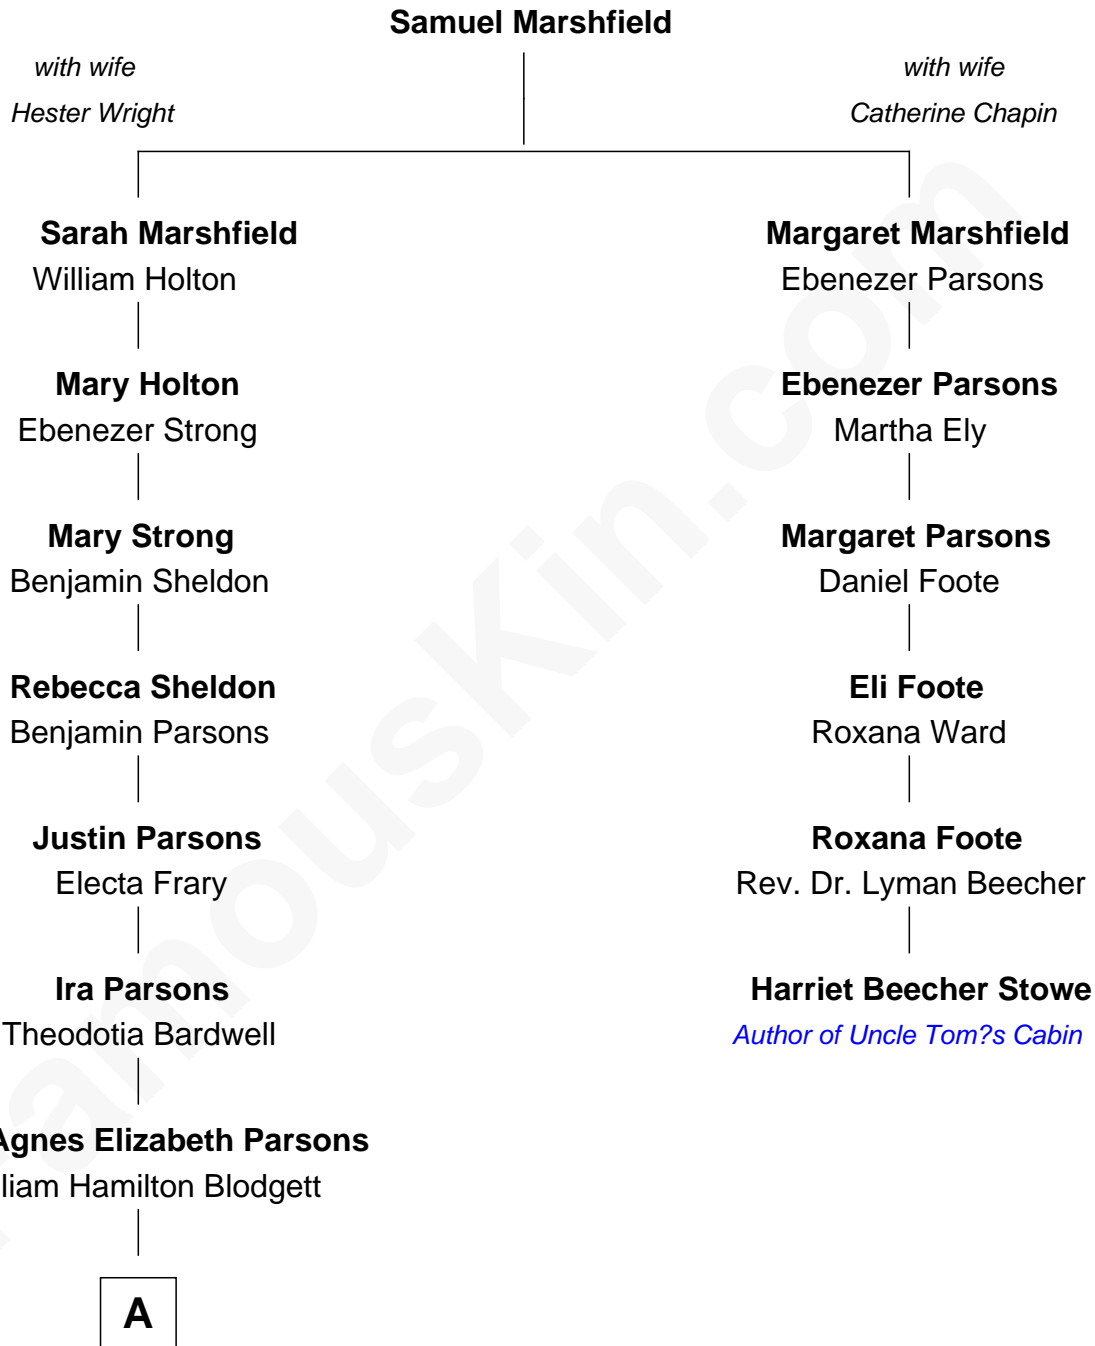 Samuel Marshfield
with wife
Hester Wright
with wife
Catherine Chapin
Sarah Marshfield
William Holton
Margaret Marshfield
Ebenezer Parsons
Mary Holton
Ebenezer Strong
Ebenezer Parsons
Martha Ely
Mary Strong
Benjamin Sheldon
Margaret Parsons
Daniel Foote
Rebecca Sheldon
Benjamin Parsons
Eli Foote
Roxana Ward
Justin Parsons
Electa Frary
Roxana Foote
Rev. Dr. Lyman Beecher
Ira Parsons
Theodotia Bardwell
Harriet Beecher Stowe
Author of Uncle Tom?s Cabin
Agnes Elizabeth Parsons
liam Hamilton Blodgett
A
FamousKin.com